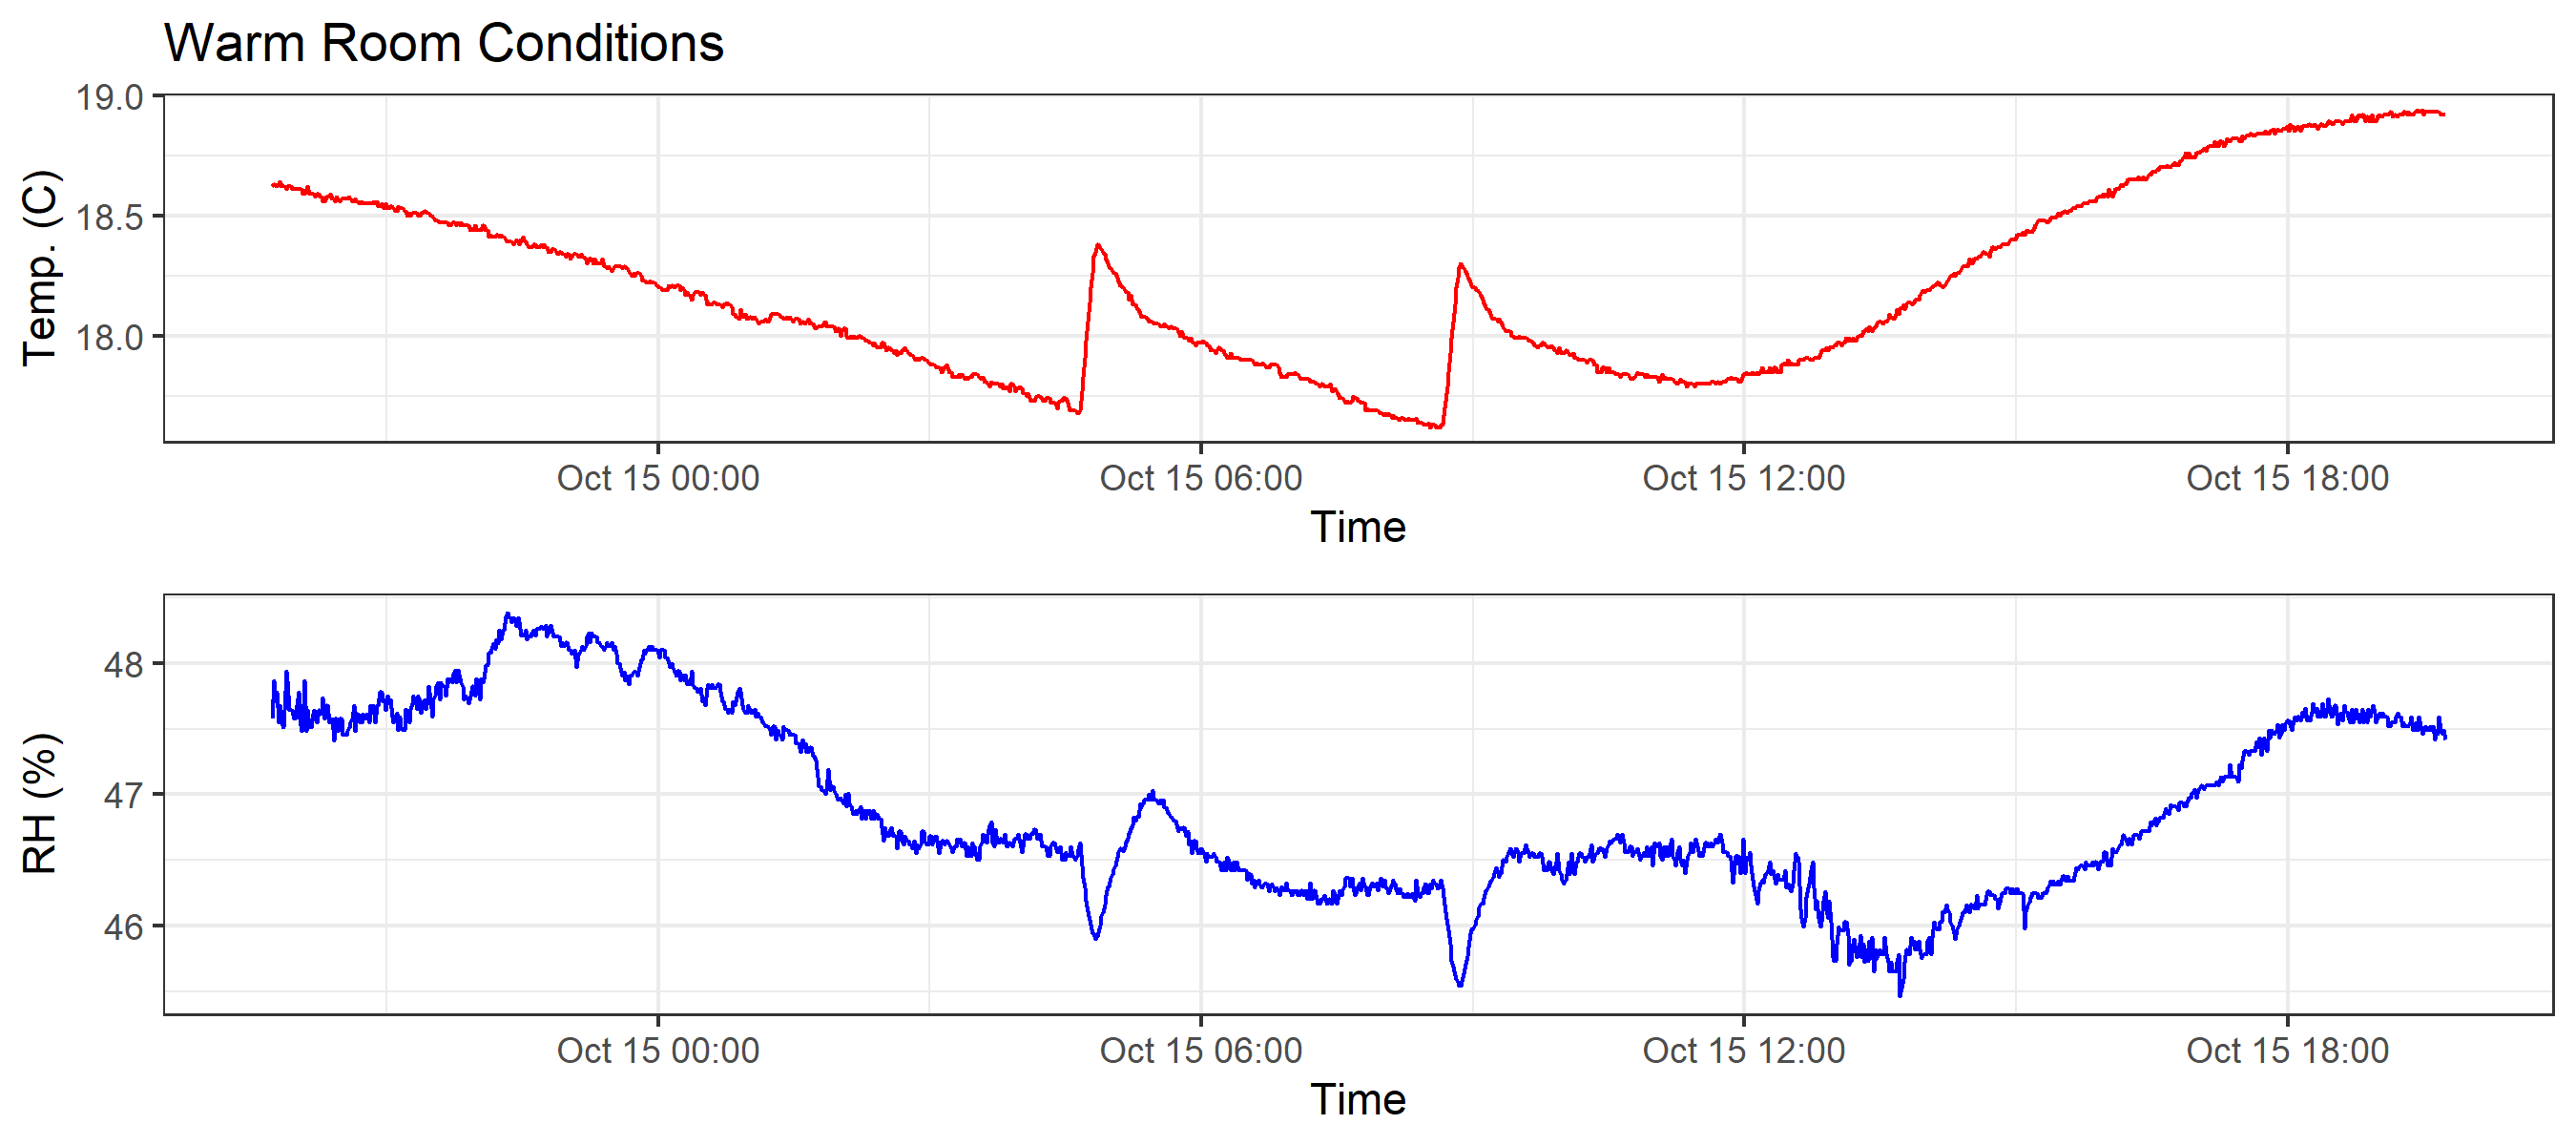 Warm Room Conditions
19.0
18.5
18.0
Temp. (C)
Oct 15 00:00 Oct 15 06:00 Oct 15 12:00 Oct 15 18:00
Time
48
47
46
RH (%)
Oct 15 00:00 Oct 15 06:00 Oct 15 12:00 Oct 15 18:00
Time